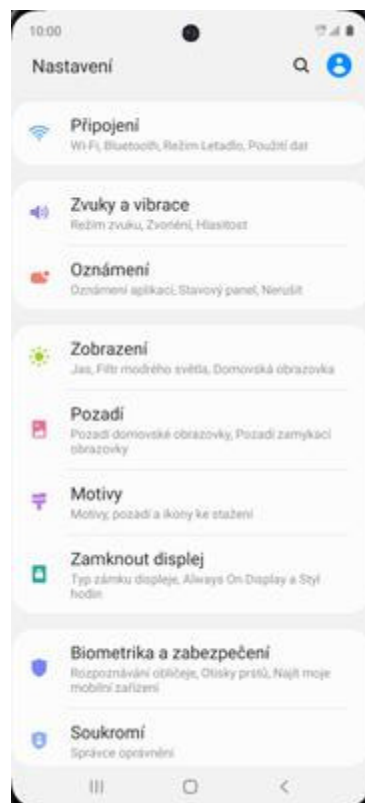 10:00
Nastavení
Připojení
Wi-Fi, Bluetooth, Režim Letadlo, Použití dat
Zvuky a vibrace
Režim zvuku, Zvonění, Hlasitost
Oznámení
Oznámení aplikací, Stavový panel, Nerušit
Zobrazení
Jas, Filtr modrého světla, Domovská obrazovka
Pozadí
Pozadí domovské obrazovky, Pozadí zamykací
obrazovky
Motivy
Motivy, pozadí a ikony ke stažení
Zamknout displej
Typ zámku displeje, Always On Display a Styl
hodin
Biometrika a zabezpečení
Rozpoznávání obličeje, Otisky prstů, Najít moje
mobilní zařízení
Soukromí
Správce oprávnění